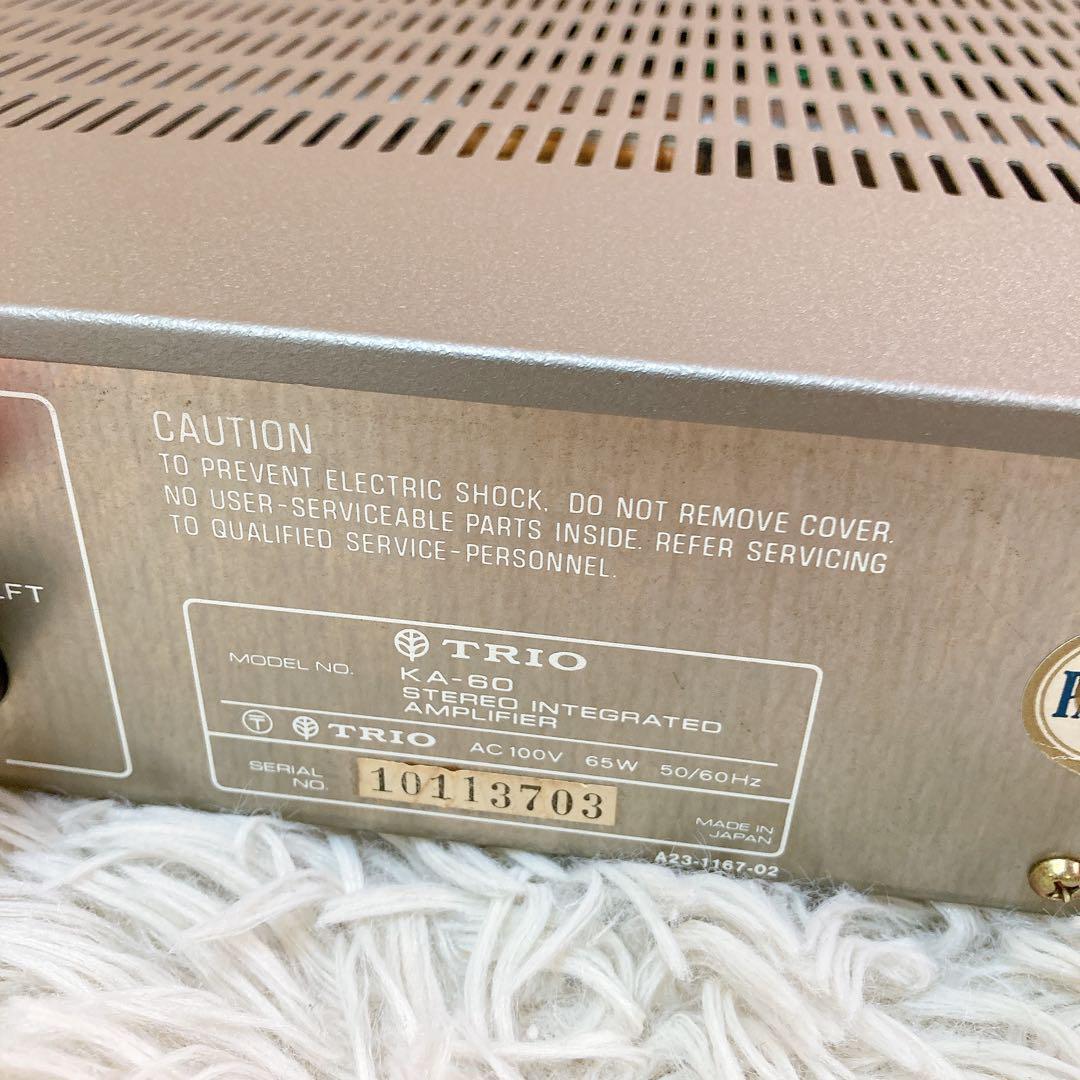 CAUTION
TO PREVENT ELECTRIC SHOCK, DO NOT REMOVE COVER.
NO USER-SERVICEABLE PARTS INSIDE. REFER SERVICING
TO QUALIFIED SERVICE-PERSONNEL.
TRIO
MODEL NO. KA-60
STEREO INTEGRATED
AMPLIFIER
〒 TRIO AC 100V 65W 50/60Hz
SERIAL NO. 10113703
MADE IN
JAPAN
A23-1167-02